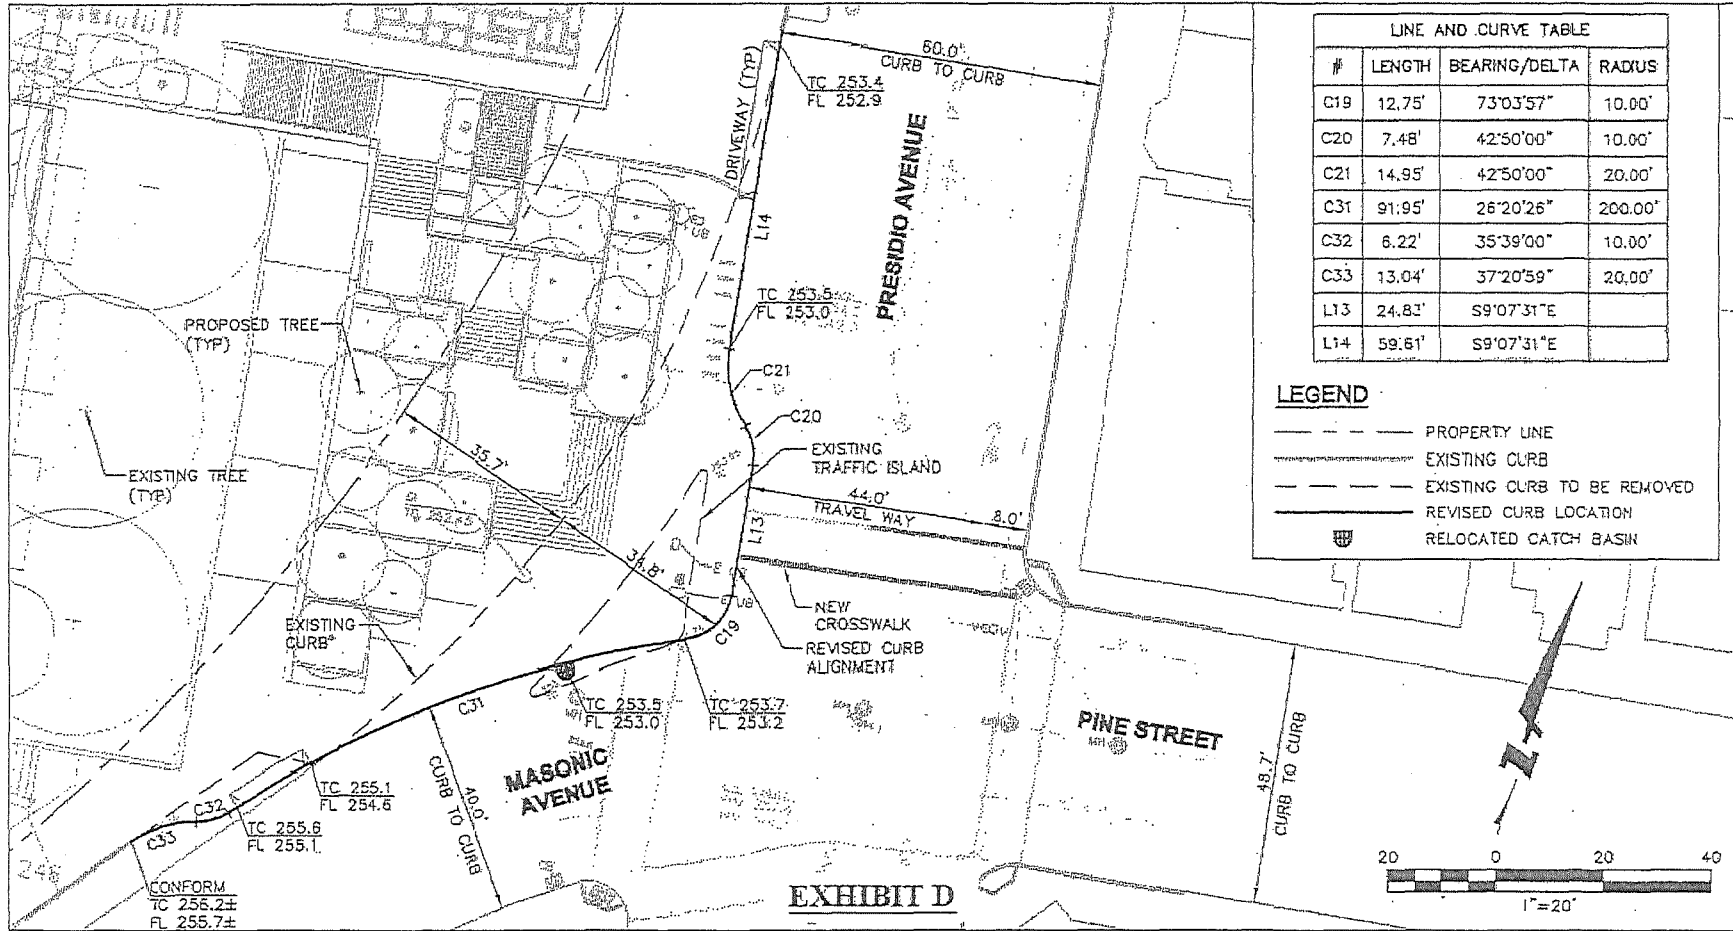 60.0'
CURB TO CURB
TC 253.4
FL 252.9
DRIVEWAY (TYP)
PRESIDIO AVENUE
L14
TC 253.5
FL 253.0
PROPOSED TREE
(TYP)
C21
C20
EXISTING
TRAFFIC ISLAND
35.7'
EXISTING TREE
(TYP)
44.0'
TRAVEL WAY
8.0'
L13
NEW
CROSSWALK
REVISED CURB
ALIGNMENT
C19
EXISTING
CURB
C31
TC 253.5
FL 253.0
TC 253.7
FL 253.2
PINE STREET
MH
MASONIC
AVENUE
40.0'
CURB TO CURB
48.7'
CURB TO CURB
TC 255.1
FL 254.6
C32
C33
TC 255.6
FL 255.1
CONFORM
TC 256.2±
FL 255.7±
EXHIBIT D
LINE AND CURVE TABLE
# LENGTH BEARING/DELTA RADIUS
C19 12.75' 73°03'57" 10.00'
C20 7.48' 42°50'00" 10.00'
C21 14.95' 42°50'00" 20.00'
C31 91.95' 26°20'26" 200.00'
C32 6.22' 35°39'00" 10.00'
C33 13.04' 37°20'59" 20.00'
L13 24.83' S9°07'31"E
L14 59.61' S9°07'31"E
LEGEND
PROPERTY LINE
EXISTING CURB
EXISTING CURB TO BE REMOVED
REVISED CURB LOCATION
RELOCATED CATCH BASIN
N
20 0 20 40
1"=20'